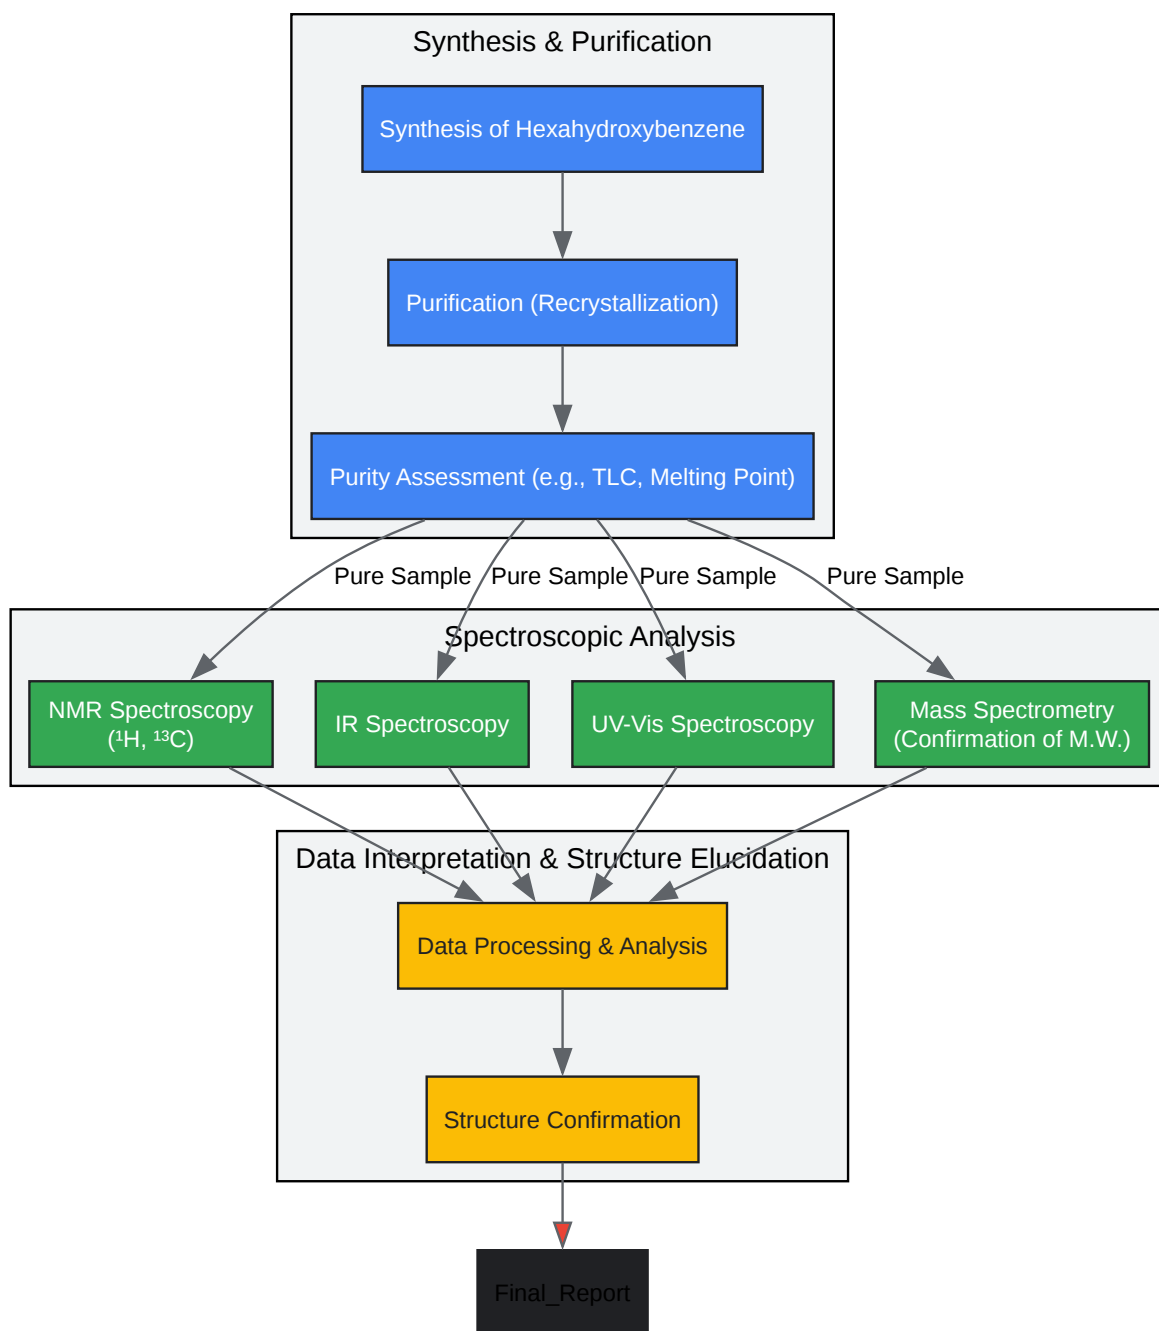 Synthesis & Purification
Synthesis of Hexahydroxybenzene
Purification (Recrystallization)
Purity Assessment (e.g., TLC, Melting Point)
Pure Sample
Pure Sample
Pure Sample
Pure Sample
Spectroscopic Analysis
NMR Spectroscopy
(¹H, ¹³C)
IR Spectroscopy
UV-Vis Spectroscopy
Mass Spectrometry
(Confirmation of M.W.)
Data Interpretation & Structure Elucidation
Data Processing & Analysis
Structure Confirmation
Final_Report